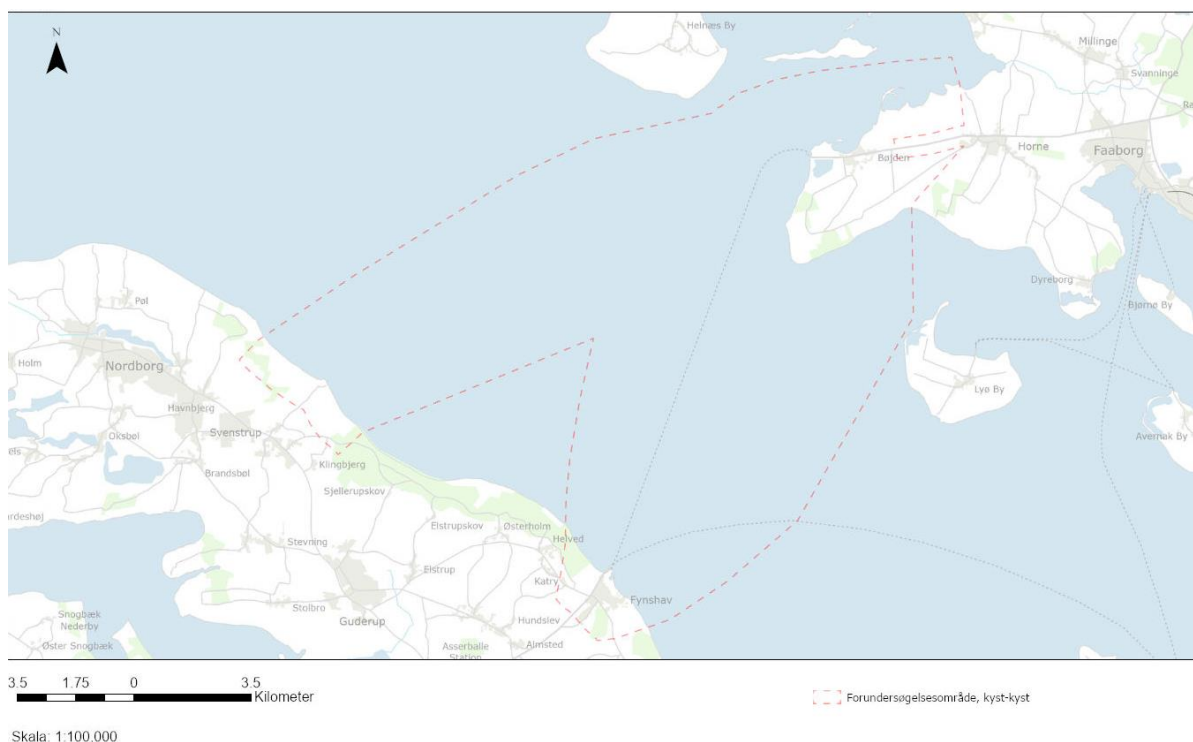 N
Helnæs By
Millinge
Svanninge
Bøjden
Horne
Faaborg
Dyreborg
Bjørnø By
Pøl
Holm
Nordborg
Lyø By
Havnbjerg
Oksbøl
Svenstrup
Avernak By
Klingbjerg
Brandsbøl
Sjellerupskov
Elstrupskov
Østerholm
Helved
Stevning
Elstrup
Katry
Stolbro
Fynshav
Snogbæk
Nederby
Guderup
Hundslev
Øster Snogbæk
Asserballe
Station
Almsted
3.5 1.75 0 3.5
Kilometer
Forundersøgelsesområde, kyst-kyst
Skala: 1:100.000